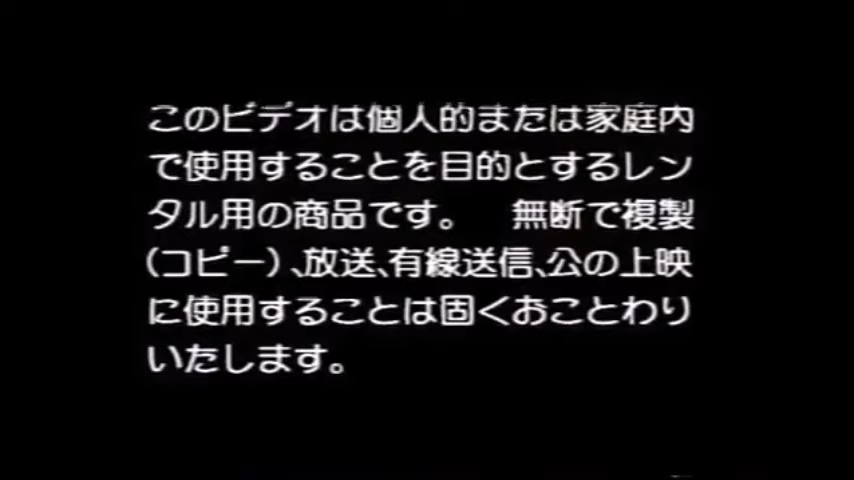 このビデオは個人的または家庭内
で使用することを目的とするレン
タル用の商品です。　無断で複製
(コピー)、放送、有線送信、公の上映
に使用することは固くおことわり
いたします。